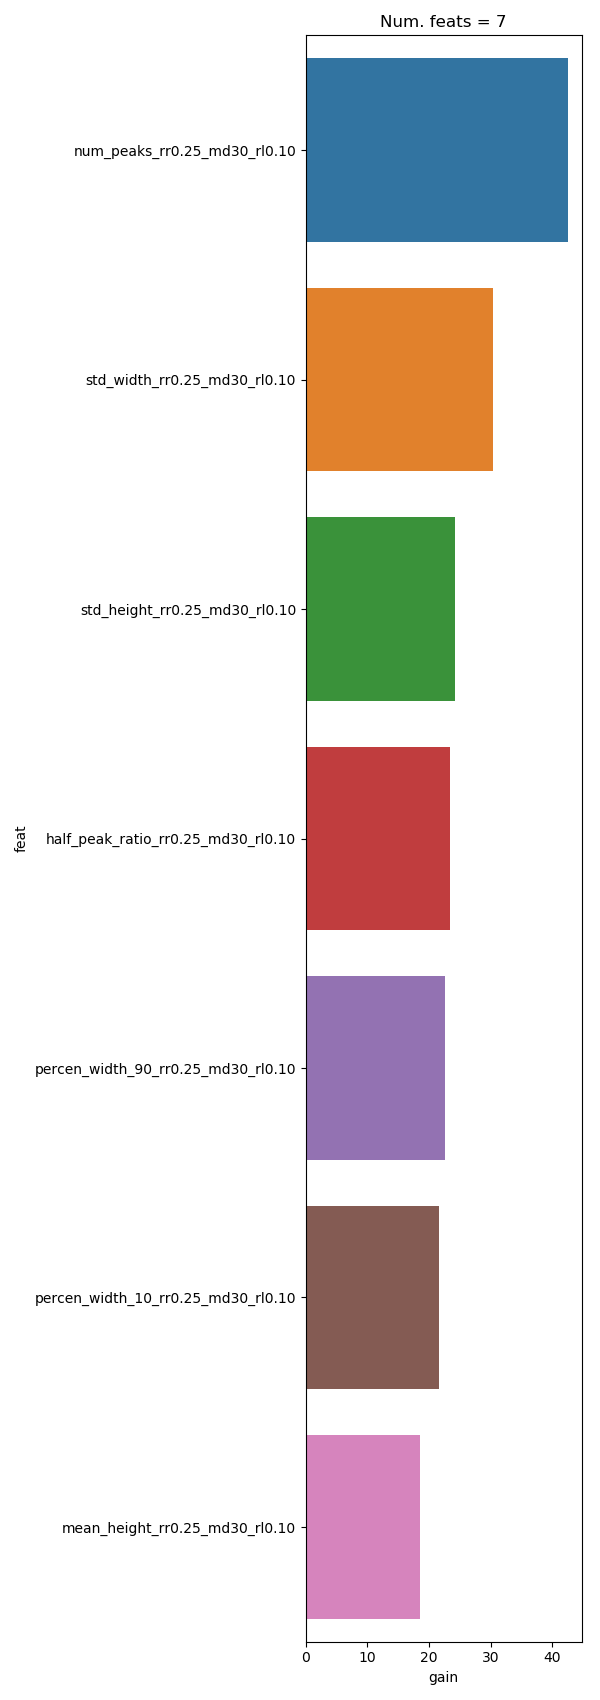 Num. feats = 7
num_peaks_rr0.25_md30_rl0.10
std_width_rr0.25_md30_rl0.10
std_height_rr0.25_md30_rl0.10
half_peak_ratio_rr0.25_md30_rl0.10
feat
percen_width_90_rr0.25_md30_rl0.10
percen_width_10_rr0.25_md30_rl0.10
mean_height_rr0.25_md30_rl0.10
0 10 20 30 40
gain